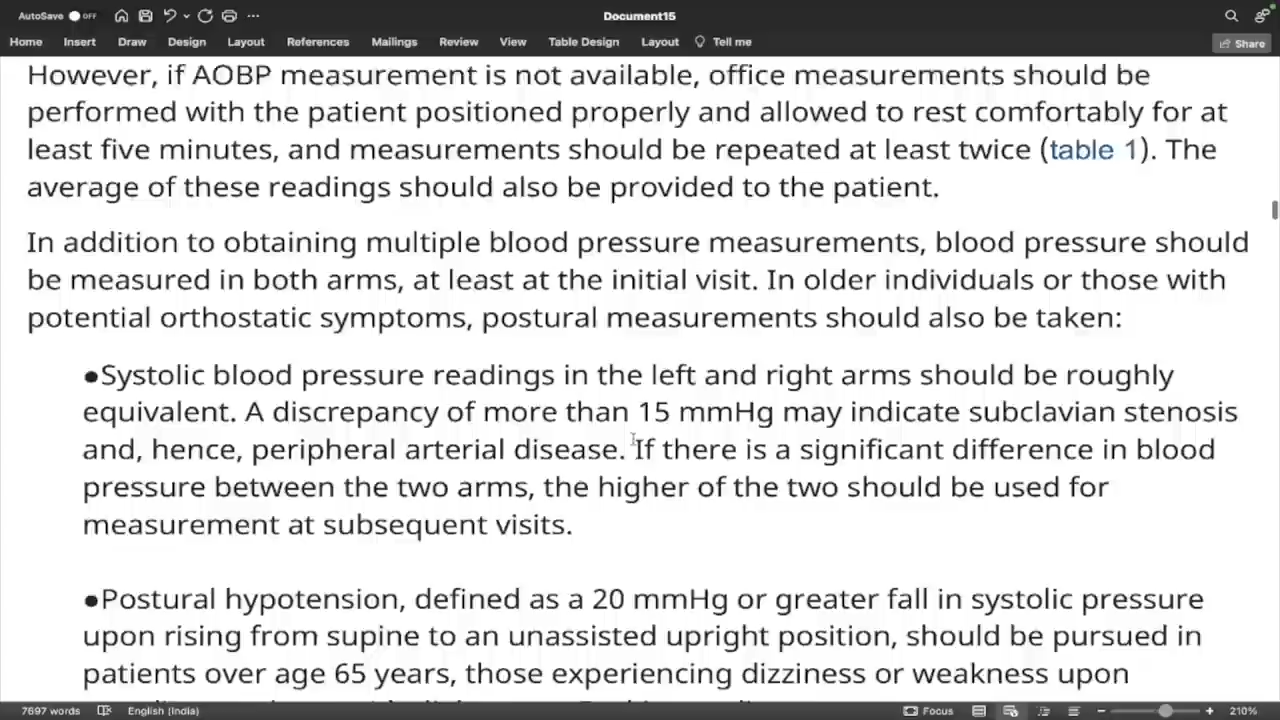 AutoSave OFF
Document15
Home Insert Draw Design Layout References Mailings Review View Table Design Layout Tell me
Share
However, if AOBP measurement is not available, office measurements should be
performed with the patient positioned properly and allowed to rest comfortably for at
least five minutes, and measurements should be repeated at least twice (table 1). The
average of these readings should also be provided to the patient.
In addition to obtaining multiple blood pressure measurements, blood pressure should
be measured in both arms, at least at the initial visit. In older individuals or those with
potential orthostatic symptoms, postural measurements should also be taken:
●Systolic blood pressure readings in the left and right arms should be roughly
equivalent. A discrepancy of more than 15 mmHg may indicate subclavian stenosis
and, hence, peripheral arterial disease. If there is a significant difference in blood
pressure between the two arms, the higher of the two should be used for
measurement at subsequent visits.
●Postural hypotension, defined as a 20 mmHg or greater fall in systolic pressure
upon rising from supine to an unassisted upright position, should be pursued in
patients over age 65 years, those experiencing dizziness or weakness upon
7697 words English (India) Focus 210%